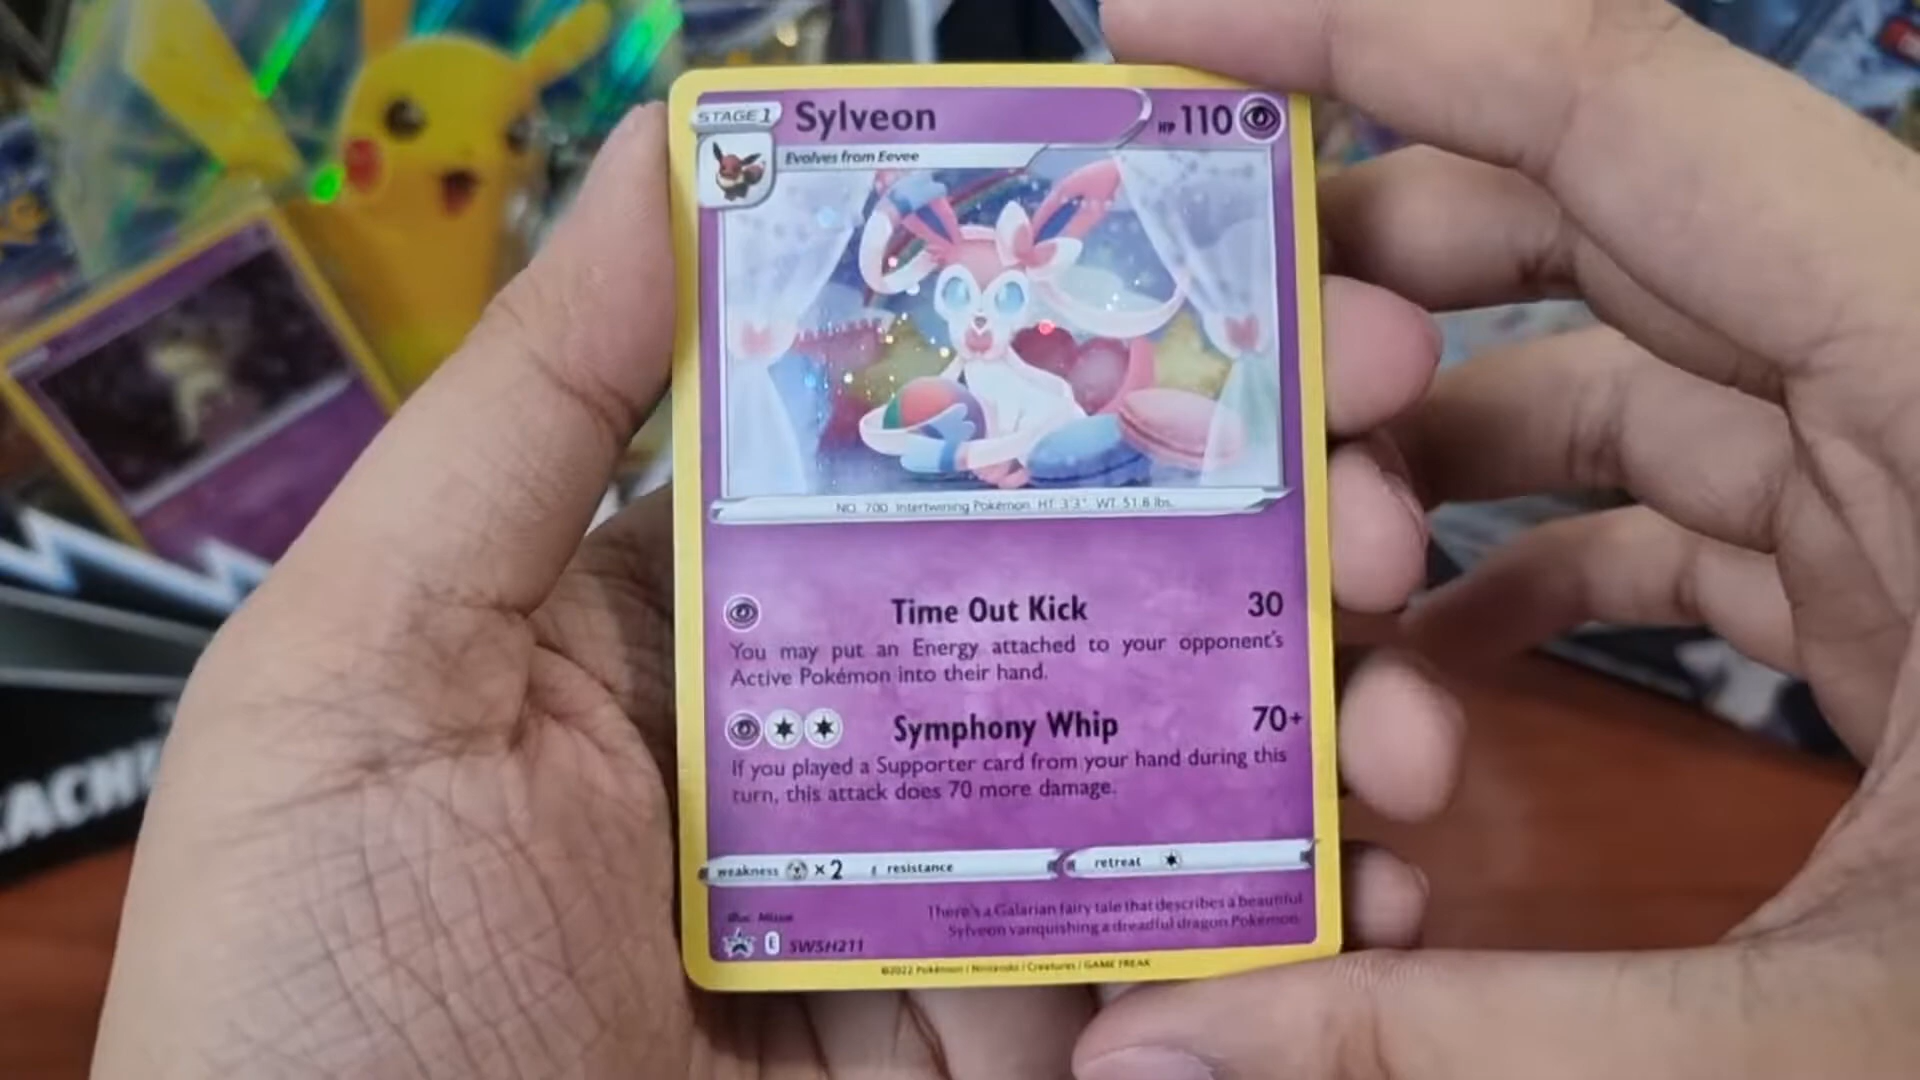 STAGE 1
Sylveon
HP 110
Evolves from Eevee
NO. 700 Intertwining Pokémon HT: 3'3" WT: 51.8 lbs.
Time Out Kick 30
You may put an Energy attached to your opponent's
Active Pokémon into their hand.
Symphony Whip 70+
If you played a Supporter card from your hand during this
turn, this attack does 70 more damage.
weakness ×2 resistance
retreat
There's a Galarian fairy tale that describes a beautiful
Sylveon vanquishing a dreadful dragon Pokémon.
Illus.
E SWSH211
©2022 Pokémon / Nintendo / Creatures / GAME FREAK